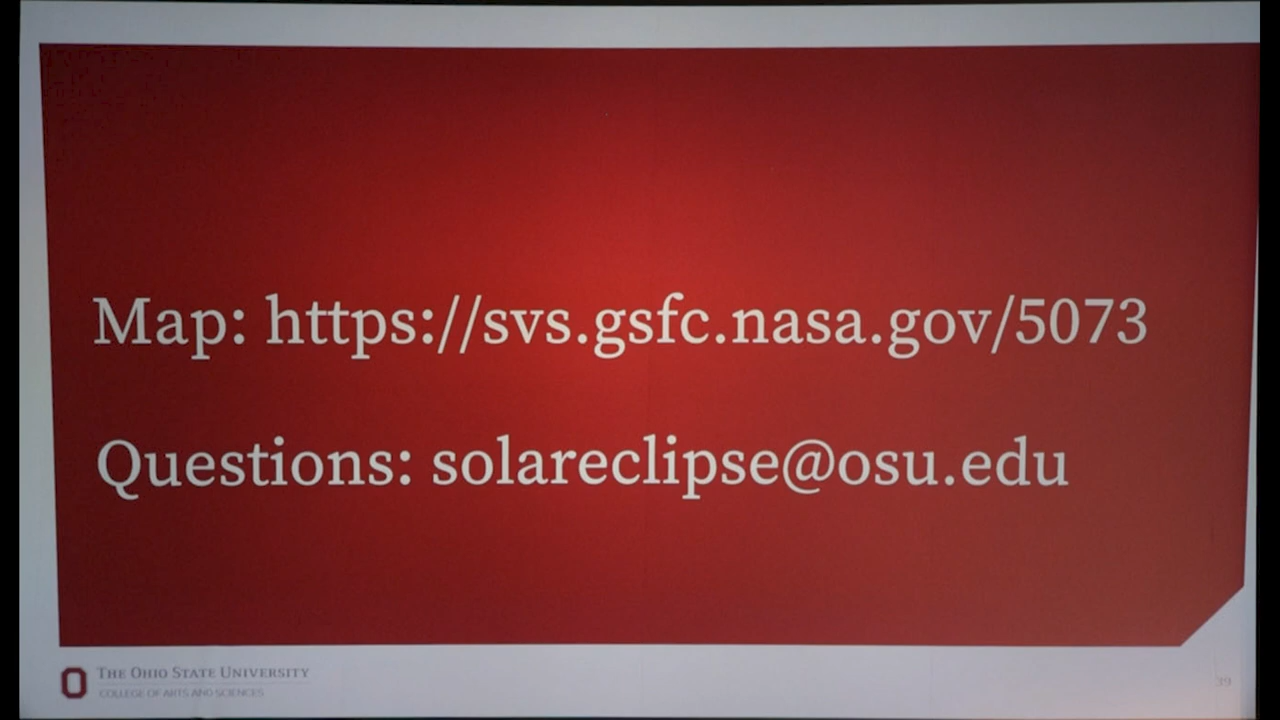 Map: https://svs.gsfc.nasa.gov/5073
Questions: solareclipse@osu.edu
THE OHIO STATE UNIVERSITY
COLLEGE OF ARTS AND SCIENCES
39